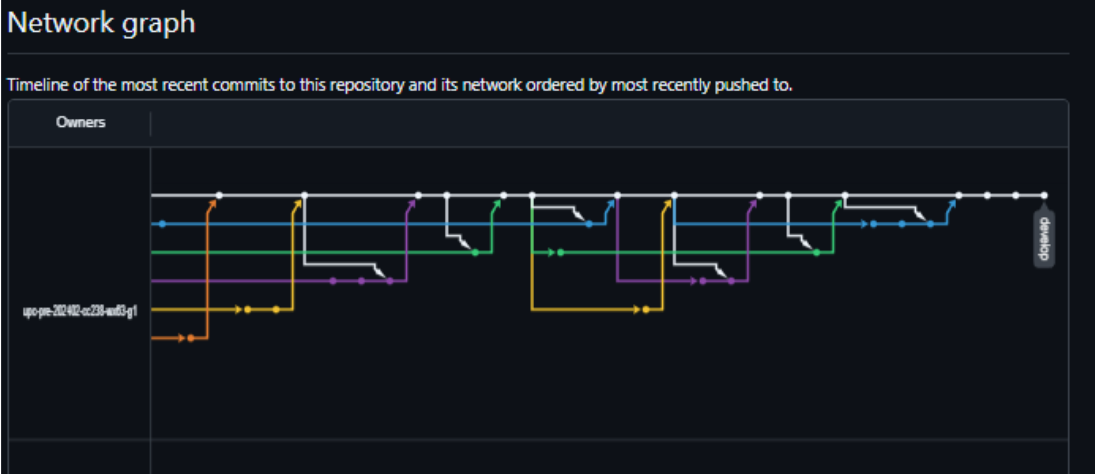 Network graph
Timeline of the most recent commits to this repository and its network ordered by most recently pushed to.
Owners
develop
upc-pre-202402-cc238-wx63-g1